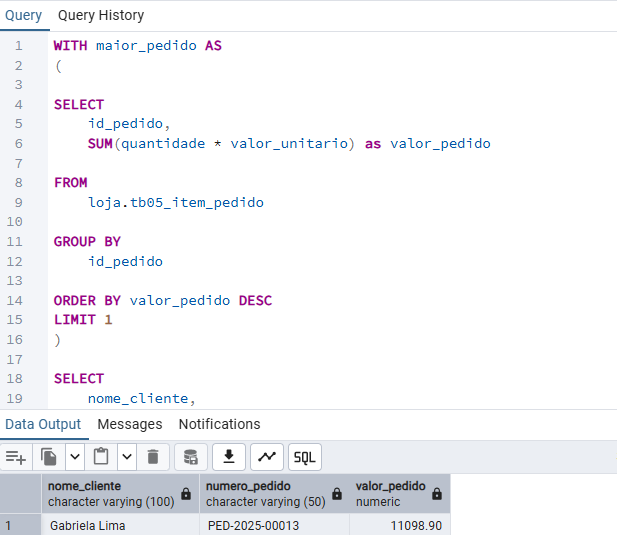 Query Query History
1 WITH maior_pedido AS
2 (
3
4 SELECT
5 id_pedido,
6 SUM(quantidade * valor_unitario) as valor_pedido
7
8 FROM
9 loja.tb05_item_pedido
10
11 GROUP BY
12 id_pedido
13
14 ORDER BY valor_pedido DESC
15 LIMIT 1
16 )
17
18 SELECT
19 nome_cliente,
Data Output Messages Notifications
SQL
nome_cliente numero_pedido valor_pedido
character varying (100) character varying (50) numeric
1 Gabriela Lima PED-2025-00013 11098.90